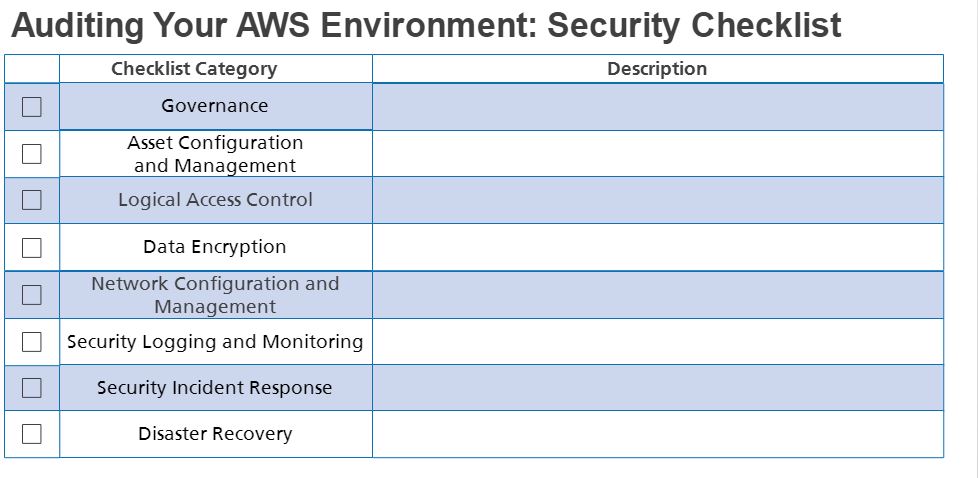 Auditing Your AWS Environment: Security Checklist
Checklist Category Description
Governance
Asset Configuration
and Management
Logical Access Control
Data Encryption
Network Configuration and
Management
Security Logging and Monitoring
Security Incident Response
Disaster Recovery